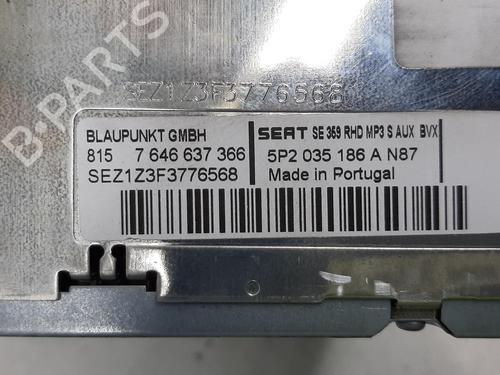 SEZ1Z3F3776568
BLAUPUNKT GMBH
815 7 646 637 366
SEZ1Z3F3776568
SEAT SE 359 RHD MP3 S AUX BVX
5P2 035 186 A N87
Made in Portugal